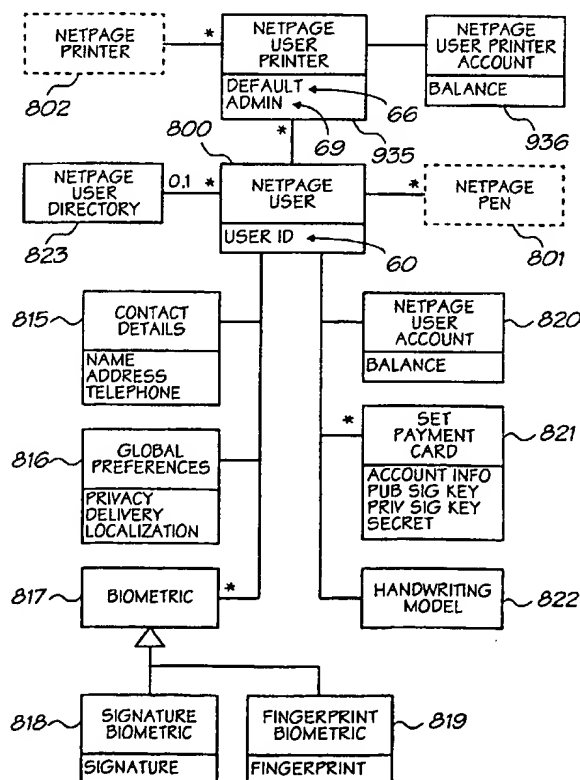 NETPAGE
PRINTER
802
*
NETPAGE
USER
PRINTER
DEFAULT
ADMIN
66
69
935
NETPAGE
USER PRINTER
ACCOUNT
BALANCE
936
800
*
NETPAGE
USER
DIRECTORY
823
0,1
*
NETPAGE
USER
USER ID
60
*
NETPAGE
PEN
801
815
CONTACT
DETAILS
NAME
ADDRESS
TELEPHONE
NETPAGE
USER
ACCOUNT
BALANCE
820
816
GLOBAL
PREFERENCES
PRIVACY
DELIVERY
LOCALIZATION
*
SET
PAYMENT
CARD
ACCOUNT INFO
PUB SIG KEY
PRIV SIG KEY
SECRET
821
817
BIOMETRIC
*
HANDWRITING
MODEL
822
818
SIGNATURE
BIOMETRIC
SIGNATURE
FINGERPRINT
BIOMETRIC
FINGERPRINT
819